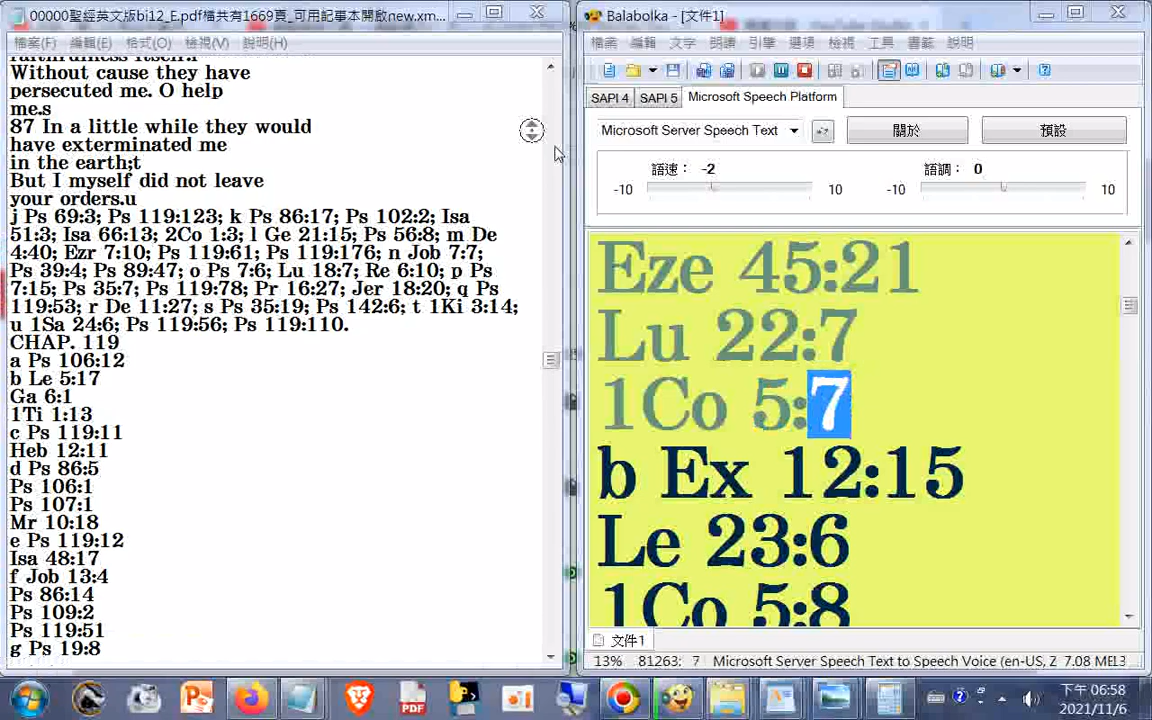 00000聖經英文版bi12_E.pdf檔共有1669頁_可用記事本開啟new.xm...
檔案(F) 編輯(E) 格式(O) 檢視(V) 說明(H)
faithfulness itself.r
Without cause they have
persecuted me. O help
me.s
87 In a little while they would
have exterminated me
in the earth;t
But I myself did not leave
your orders.u
j Ps 69:3; Ps 119:123; k Ps 86:17; Ps 102:2; Isa
51:3; Isa 66:13; 2Co 1:3; l Ge 21:15; Ps 56:8; m De
4:40; Ezr 7:10; Ps 119:61; Ps 119:176; n Job 7:7;
Ps 39:4; Ps 89:47; o Ps 7:6; Lu 18:7; Re 6:10; p Ps
7:15; Ps 35:7; Ps 119:78; Pr 16:27; Jer 18:20; q Ps
119:53; r De 11:27; s Ps 35:19; Ps 142:6; t 1Ki 3:14;
u 1Sa 24:6; Ps 119:56; Ps 119:110.
CHAP. 119
a Ps 106:12
b Le 5:17
Ga 6:1
1Ti 1:13
c Ps 119:11
Heb 12:11
d Ps 86:5
Ps 106:1
Ps 107:1
Mr 10:18
e Ps 119:12
Isa 48:17
f Job 13:4
Ps 86:14
Ps 109:2
Ps 119:51
g Ps 19:8
Balabolka - [文件1]
檔案 編輯 文字 朗讀 引擎 選項 檢視 工具 書籤 說明
SAPI 4 SAPI 5 Microsoft Speech Platform
Microsoft Server Speech Text 關於 預設
語速： -2 語調： 0
-10 10 -10 10
Eze 45:21
Lu 22:7
1Co 5:7
b Ex 12:15
Le 23:6
1Co 5:8
文件1
13% 81263: 7 Microsoft Server Speech Text to Speech Voice (en-US, Z 7.08 ME
下午 06:58
2021/11/6